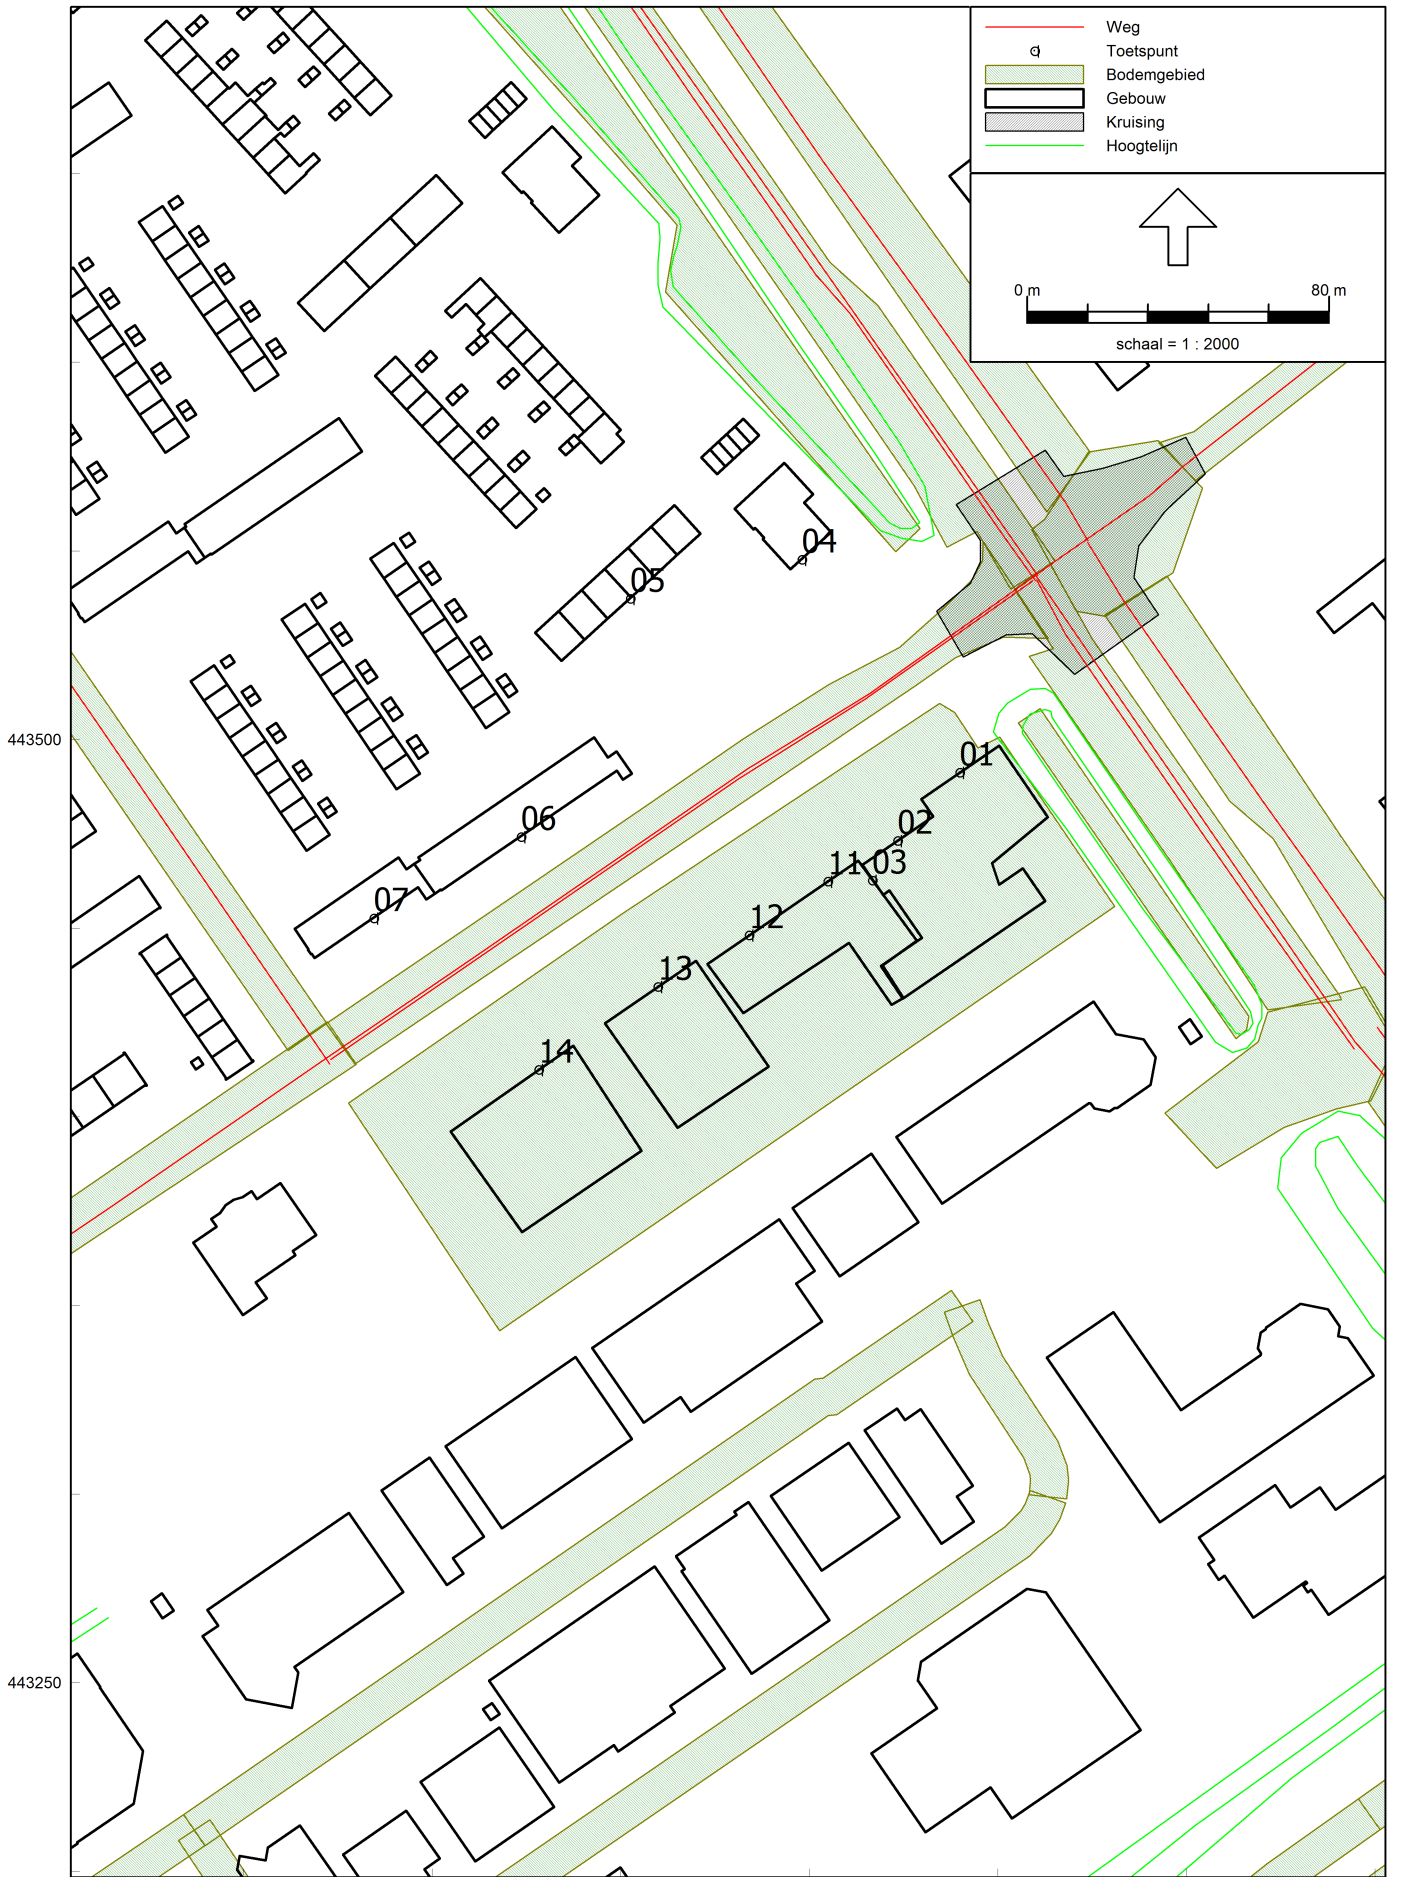 Weg
Toetspunt
Bodemgebied
Gebouw
Kruising
Hoogtelijn
0 m 80 m
schaal = 1 : 2000
04
05
443500
01
06
02
11 03
07
12
13
14
443250